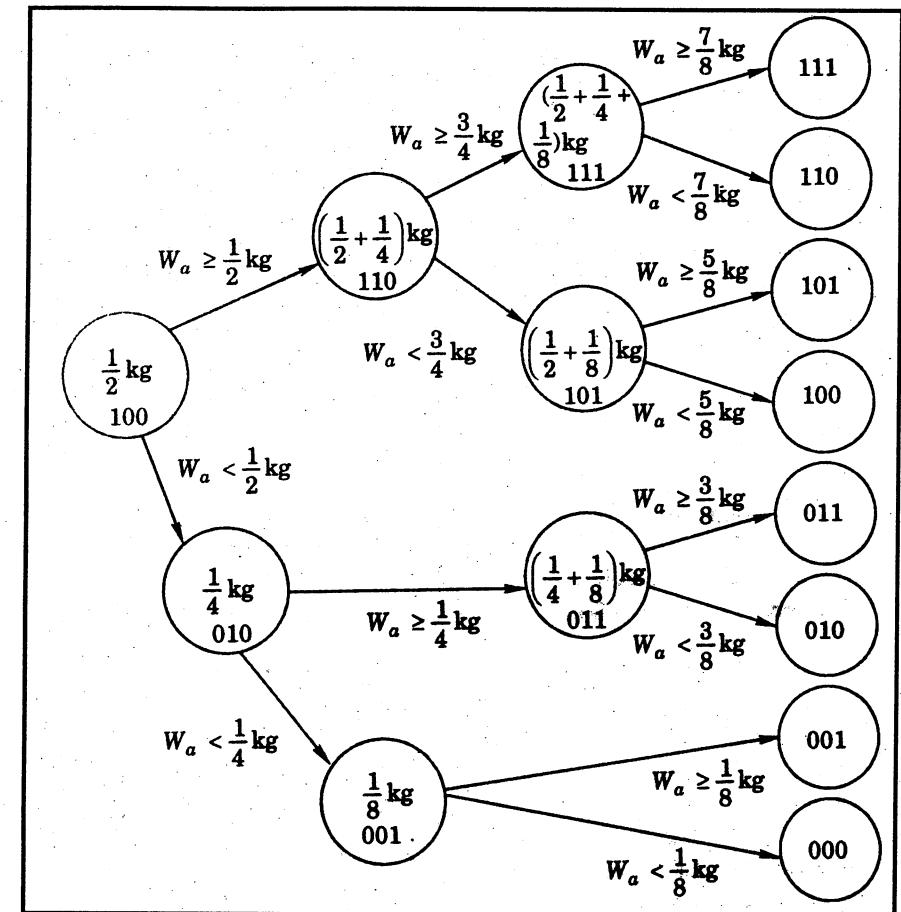 W_a ≥ 7/8 kg
111
(1/2 + 1/4 +
1/8)kg
111
W_a ≥ 3/4 kg
W_a < 7/8 kg
110
(1/2 + 1/4) kg
110
W_a ≥ 1/2 kg
W_a ≥ 5/8 kg
101
W_a < 3/4 kg
(1/2 + 1/8) kg
101
W_a < 5/8 kg
100
1/2 kg
100
W_a < 1/2 kg
W_a ≥ 3/8 kg
011
1/4 kg
010
W_a ≥ 1/4 kg
(1/4 + 1/8) kg
011
W_a < 3/8 kg
010
W_a < 1/4 kg
1/8 kg
001
W_a ≥ 1/8 kg
001
W_a < 1/8 kg
000